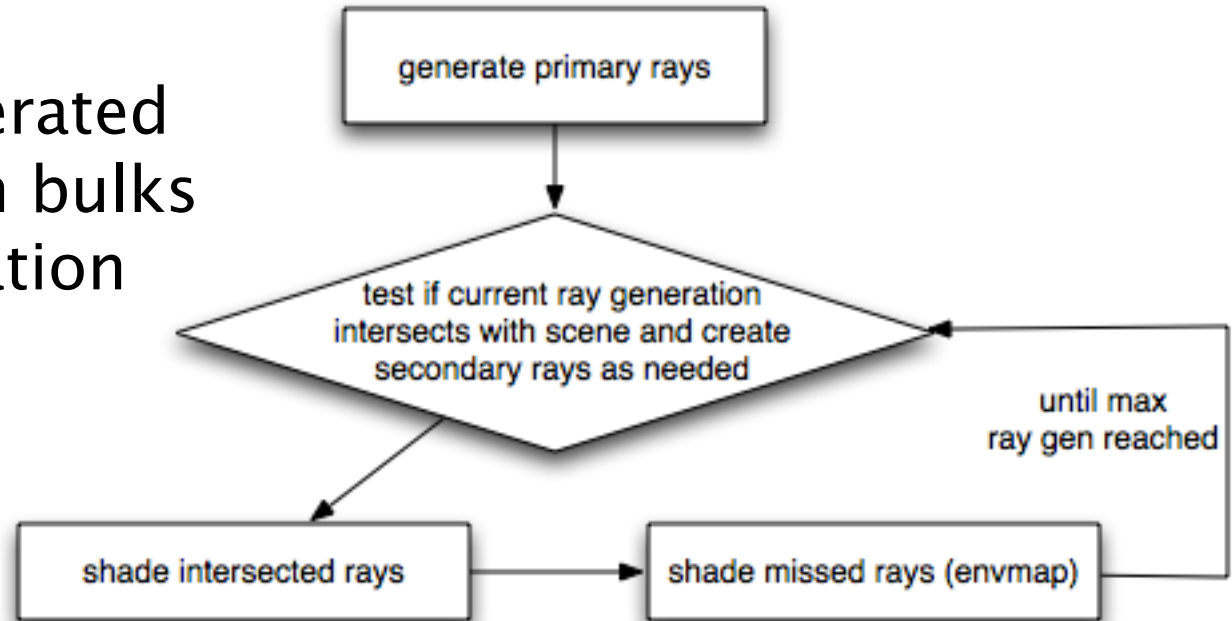 generate primary rays
erated
bulks
ation
test if current ray generation
intersects with scene and create
secondary rays as needed
until max
ray gen reached
shade intersected rays
shade missed rays (envmap)